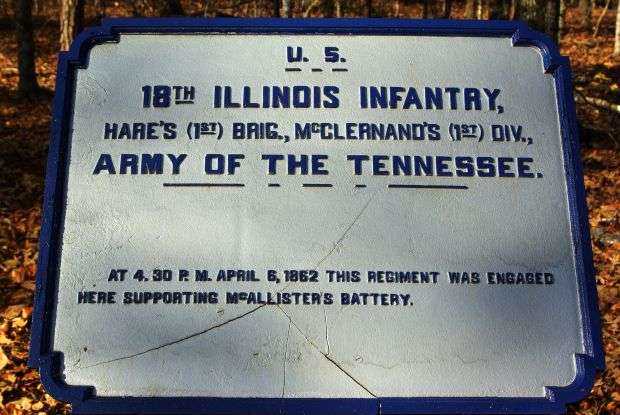 U. S.
18TH ILLINOIS INFANTRY,
HARE'S (1ST) BRIG., McCLERNAND'S (1ST) DIV.,
ARMY OF THE TENNESSEE.
AT 4.30 P. M. APRIL 6, 1862 THIS REGIMENT WAS ENGAGED
HERE SUPPORTING McALLISTER'S BATTERY.